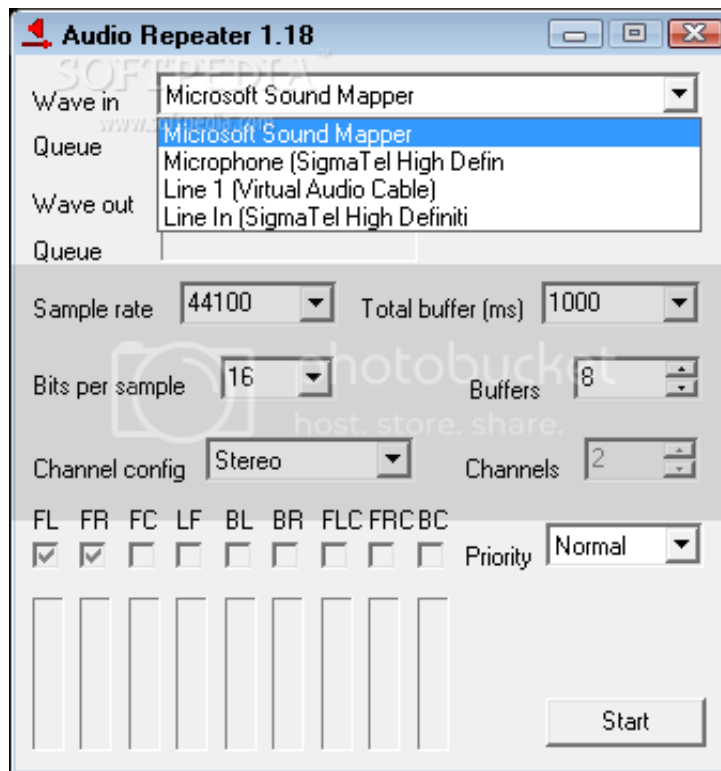 Audio Repeater 1.18
SOFTPEDIA™
www.softpedia.com
Wave in Microsoft Sound Mapper
Microsoft Sound Mapper
Microphone (SigmaTel High Defin
Line 1 (Virtual Audio Cable)
Line In (SigmaTel High Definiti
Queue
Wave out
Queue
Sample rate 44100 Total buffer (ms) 1000
photobucket
host. store. share.
Bits per sample 16 Buffers 8
Channel config Stereo Channels 2
FL FR FC LF BL BR FLC FRC BC
Priority Normal
Start